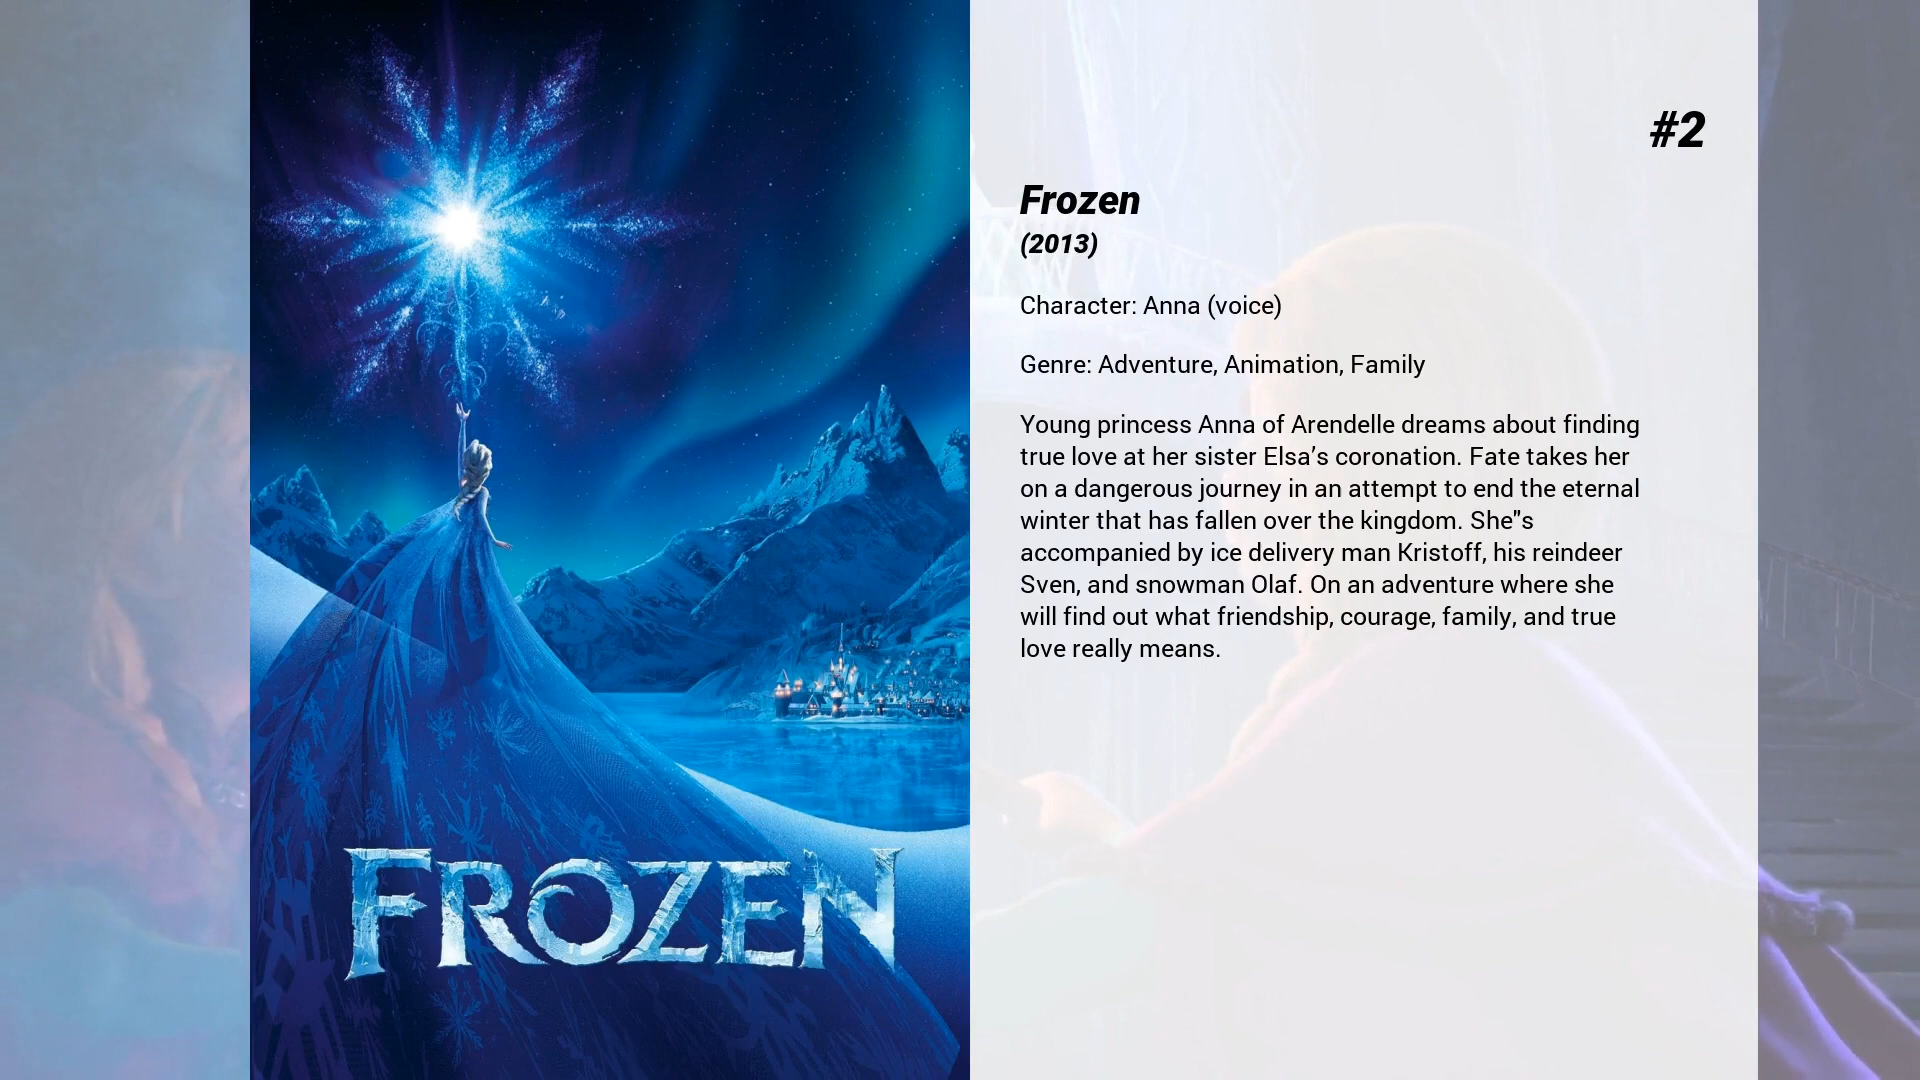 #2
Frozen
(2013)
Character: Anna (voice)
Genre: Adventure, Animation, Family
Young princess Anna of Arendelle dreams about finding
true love at her sister Elsa’s coronation. Fate takes her
on a dangerous journey in an attempt to end the eternal
winter that has fallen over the kingdom. She"s
accompanied by ice delivery man Kristoff, his reindeer
Sven, and snowman Olaf. On an adventure where she
will find out what friendship, courage, family, and true
love really means.
FROZEN